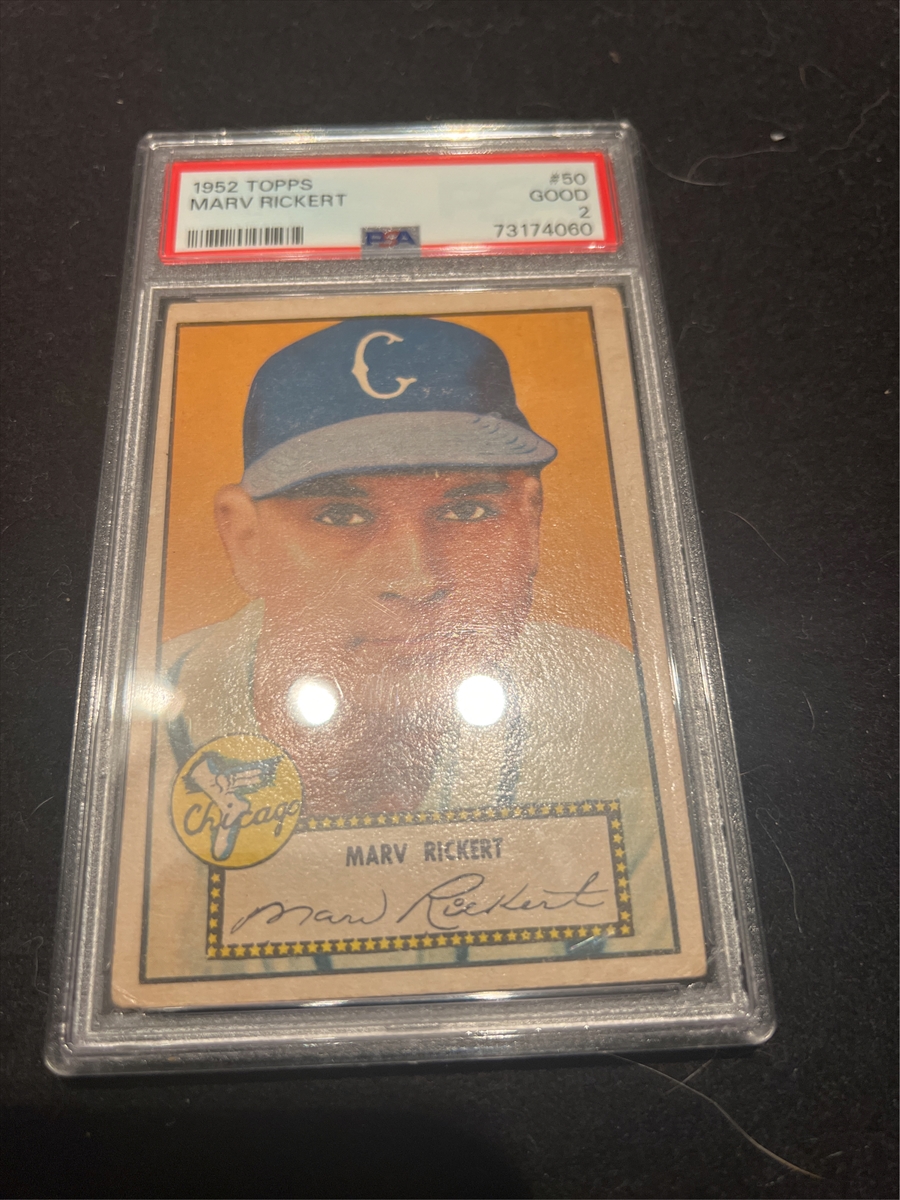 1952 TOPPS
MARV RICKERT
#50
GOOD
2
73174060
PSA
C
Chicago
MARV RICKERT
Marv Rickert